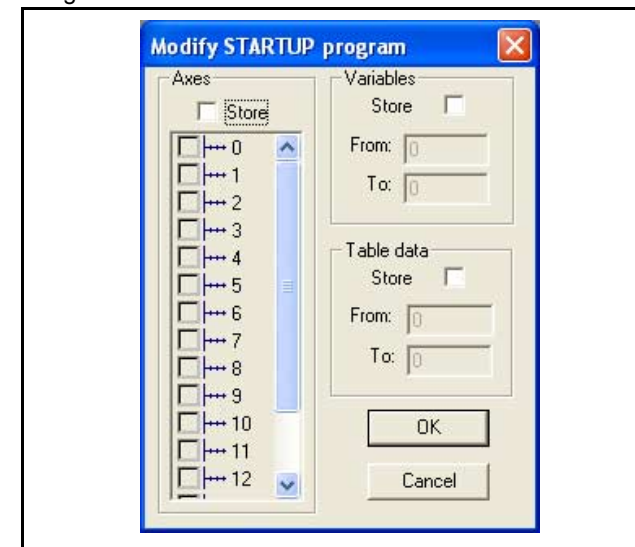 Modify STARTUP program
Axes
Store
0
1
2
3
4
5
6
7
8
9
10
11
12
Variables
Store
From: 0
To: 0
Table data
Store
From: 0
To: 0
OK
Cancel